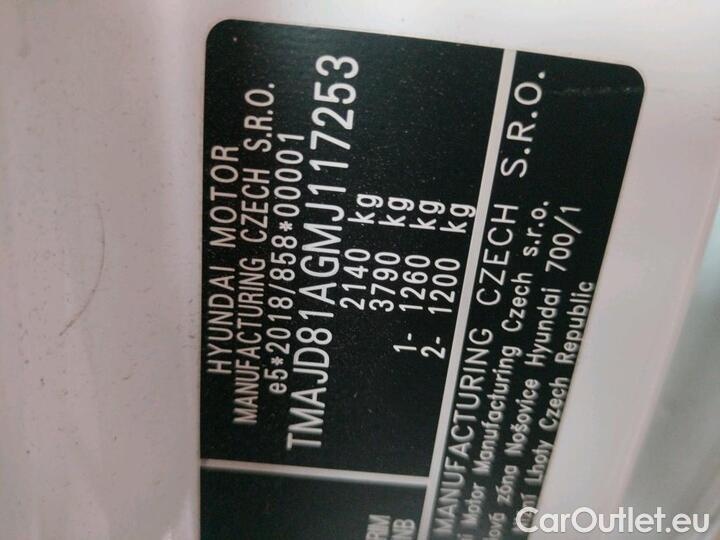 HYUNDAI MOTOR
MANUFACTURING CZECH S.R.O.
e5*2018/858*00001
TMAJD81AGMJ117253
2140 kg
3790 kg
1- 1260 kg
2- 1200 kg
MANUFACTURING CZECH S.R.O.
Motor Manufacturing Czech s.r.o.
zóna Nošovice Hyundai 700/1
Lhoty Czech Republic
CarOutlet.eu